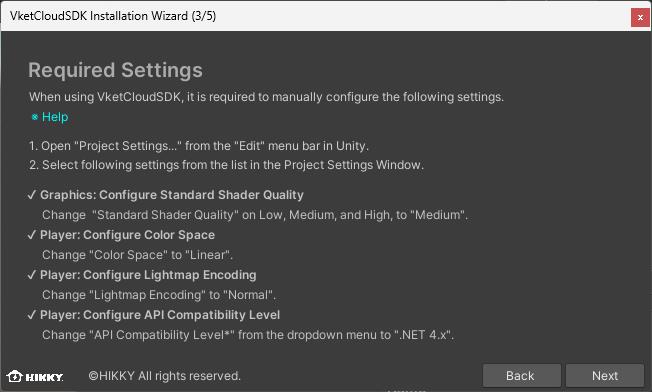 VketCloudSDK Installation Wizard (3/5)
x
Required Settings
When using VketCloudSDK, it is required to manually configure the following settings.
※ Help
1. Open "Project Settings..." from the "Edit" menu bar in Unity.
2. Select following settings from the list in the Project Settings Window.
✓ Graphics: Configure Standard Shader Quality
Change "Standard Shader Quality" on Low, Medium, and High, to "Medium".
✓ Player: Configure Color Space
Change "Color Space" to "Linear".
✓ Player: Configure Lightmap Encoding
Change "Lightmap Encoding" to "Normal".
✓ Player: Configure API Compatibility Level
Change "API Compatibility Level*" from the dropdown menu to ".NET 4.x".
HIKKY ©HIKKY All rights reserved. Back Next